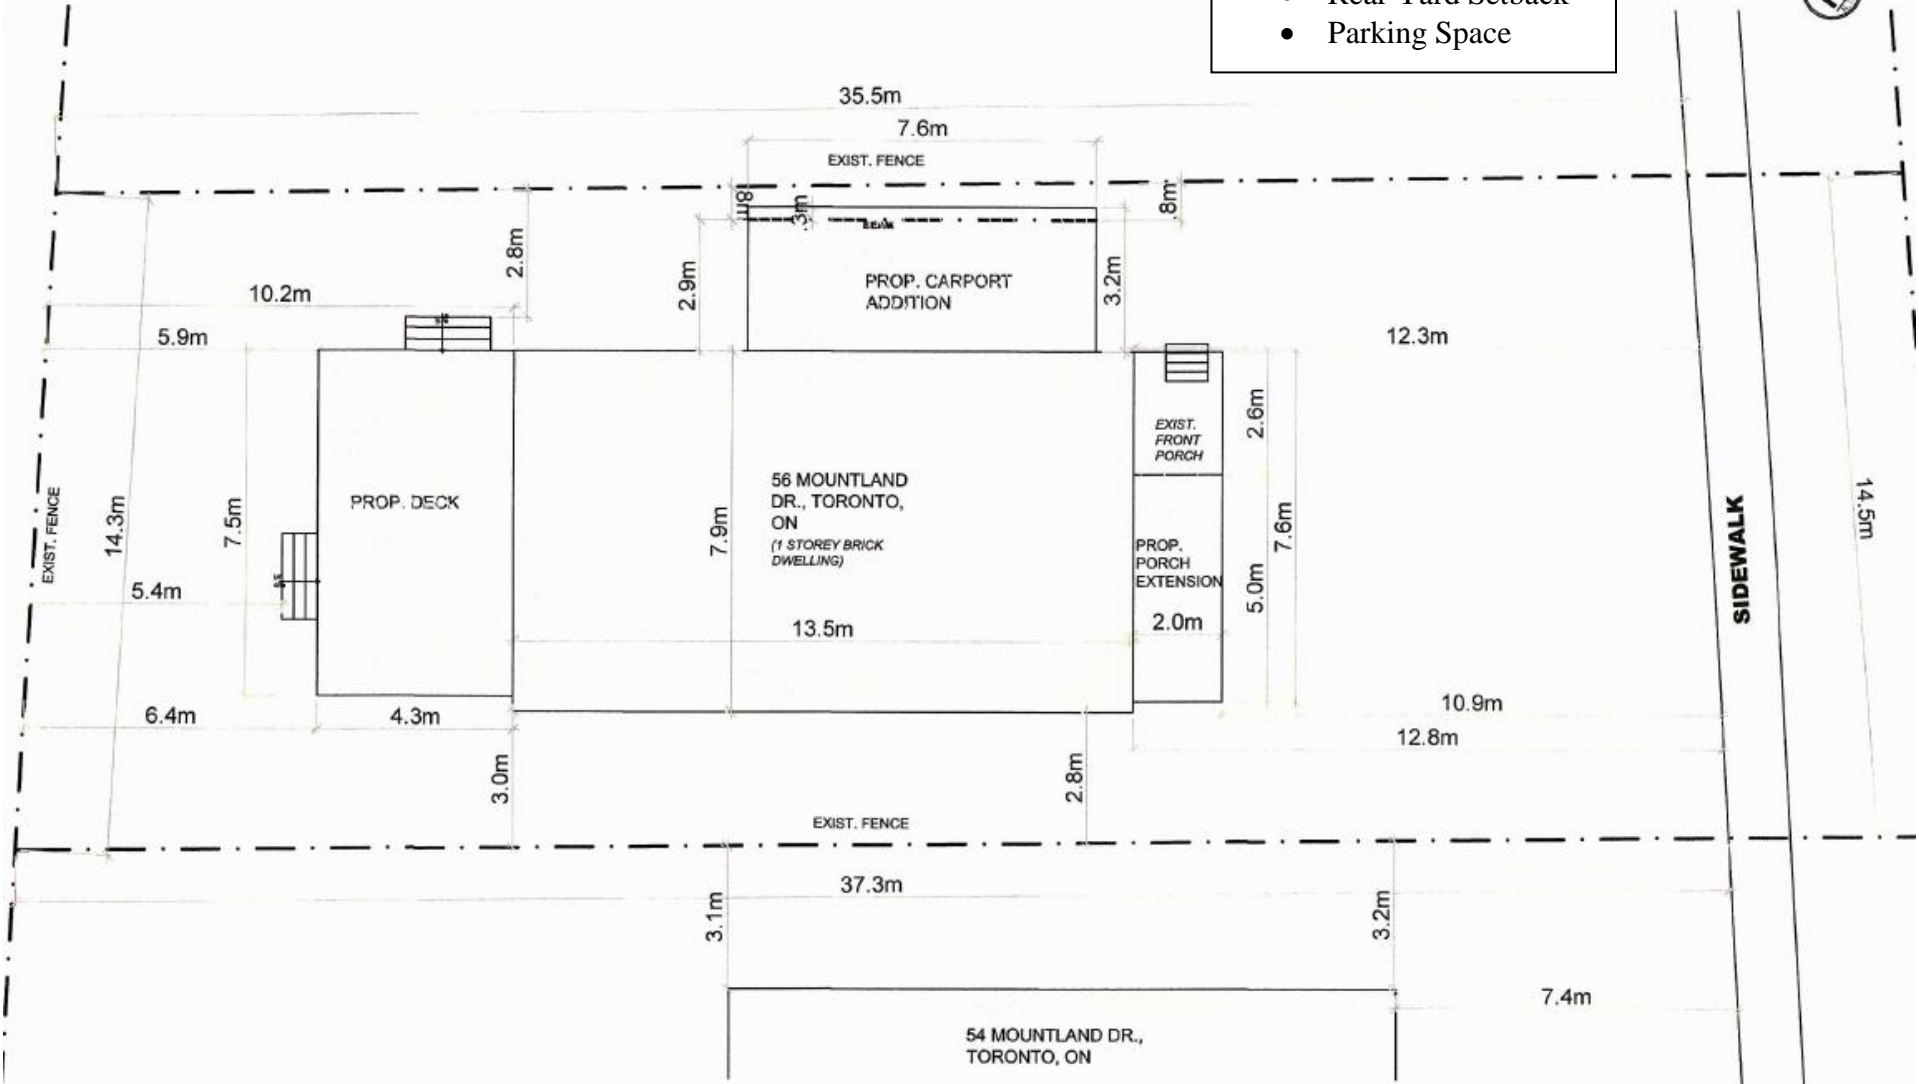 Rear Yard Setback
• Parking Space
35.5m
7.6m
EXIST. FENCE
.8m
.3m
.8m
BEAM
2.8m
2.9m
PROP. CARPORT
ADDITION
3.2m
10.2m
5.9m
12.3m
EXIST.
FRONT
PORCH
2.6m
EXIST. FENCE
14.3m
7.5m
PROP. DECK
56 MOUNTLAND
DR., TORONTO,
ON
(1 STOREY BRICK
DWELLING)
7.9m
PROP.
PORCH
EXTENSION
5.0m
7.6m
SIDEWALK
14.5m
5.4m
13.5m
2.0m
6.4m
4.3m
10.9m
12.8m
3.0m
2.8m
EXIST. FENCE
37.3m
3.1m
3.2m
7.4m
54 MOUNTLAND DR.,
TORONTO, ON